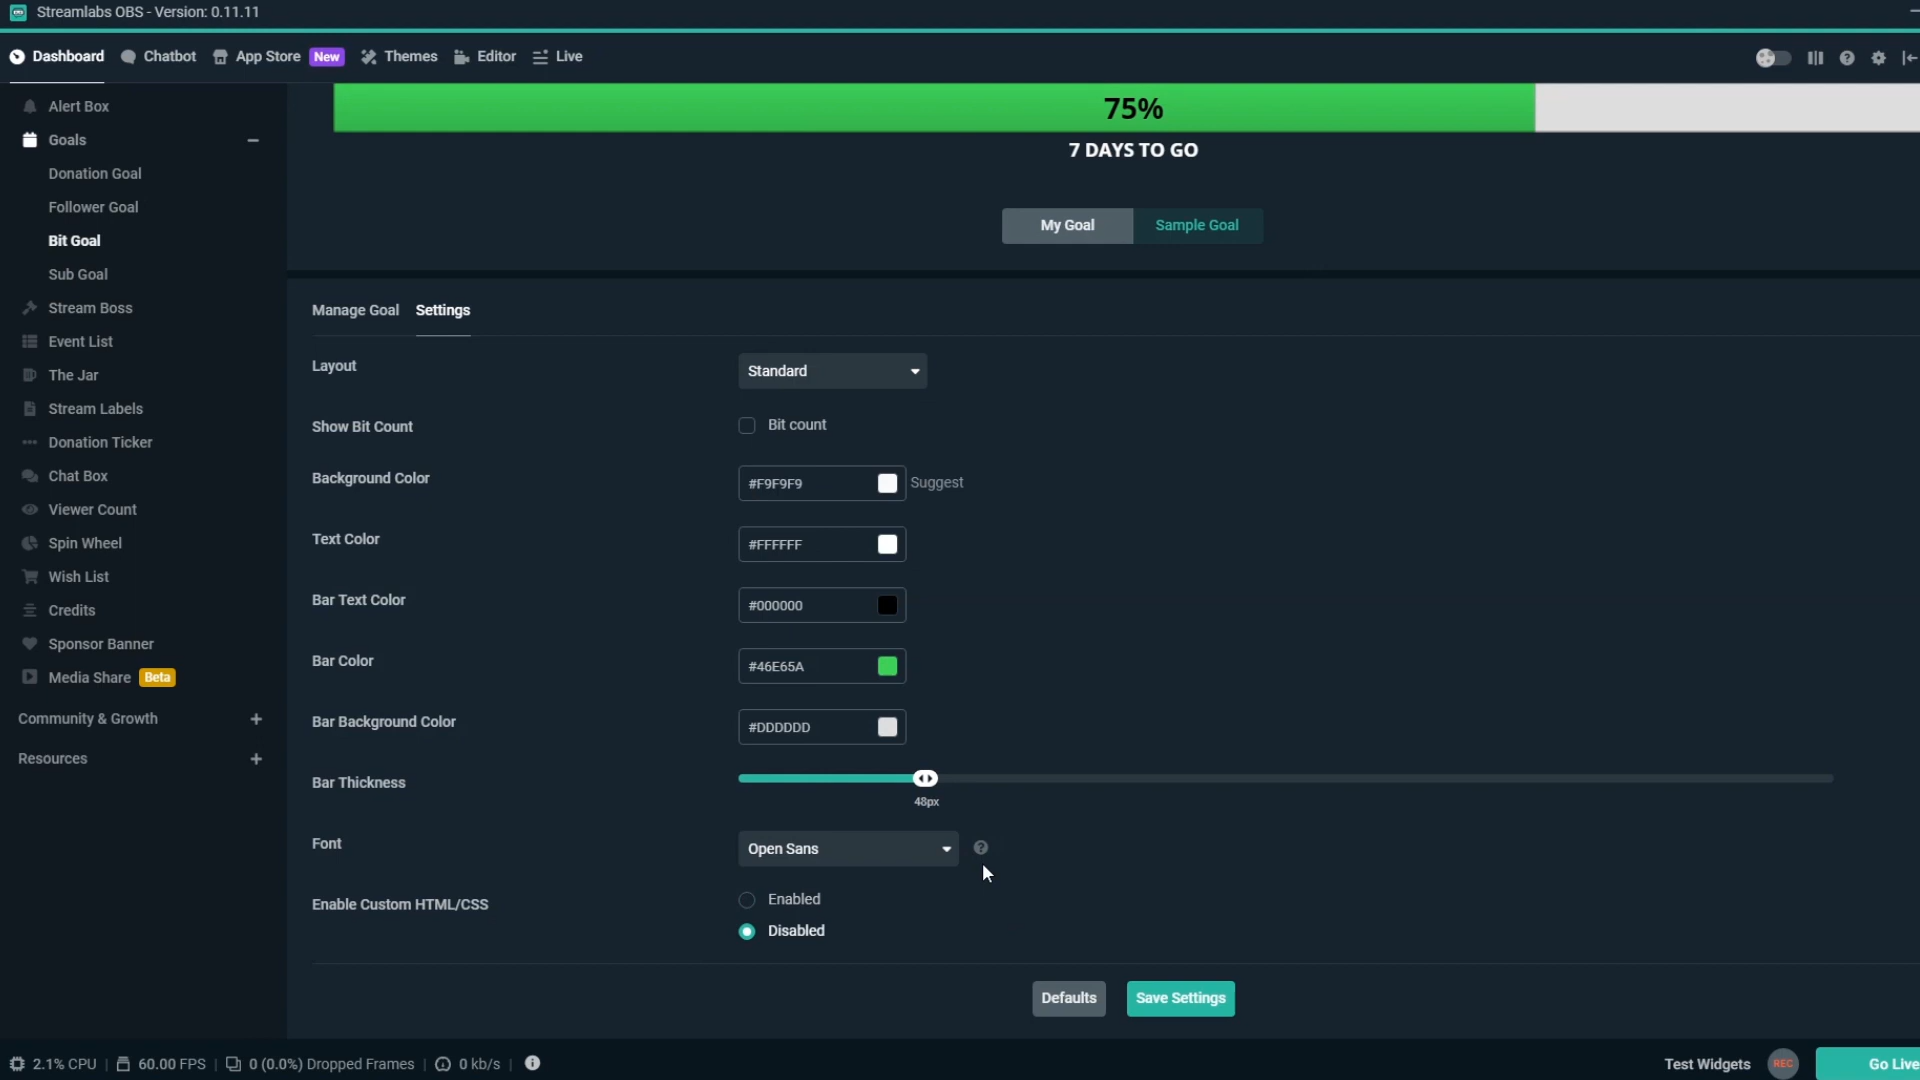 Streamlabs OBS - Version: 0.11.11
Dashboard Chatbot App Store New Themes Editor Live
Alert Box
Goals
Donation Goal
Follower Goal
Bit Goal
Sub Goal
Stream Boss
Event List
The Jar
Stream Labels
Donation Ticker
Chat Box
Viewer Count
Spin Wheel
Wish List
Credits
Sponsor Banner
Media Share Beta
Community & Growth +
Resources +
75%
7 DAYS TO GO
My Goal Sample Goal
Manage Goal Settings
Layout Standard
Show Bit Count Bit count
Background Color #F9F9F9 Suggest
Text Color #FFFFFF
Bar Text Color #000000
Bar Color #46E65A
Bar Background Color #DDDDDD
Bar Thickness
48px
Font Open Sans
Enable Custom HTML/CSS Enabled
Disabled
Defaults Save Settings
2.1% CPU 60.00 FPS 0 (0.0%) Dropped Frames 0 kb/s Test Widgets REC Go Live